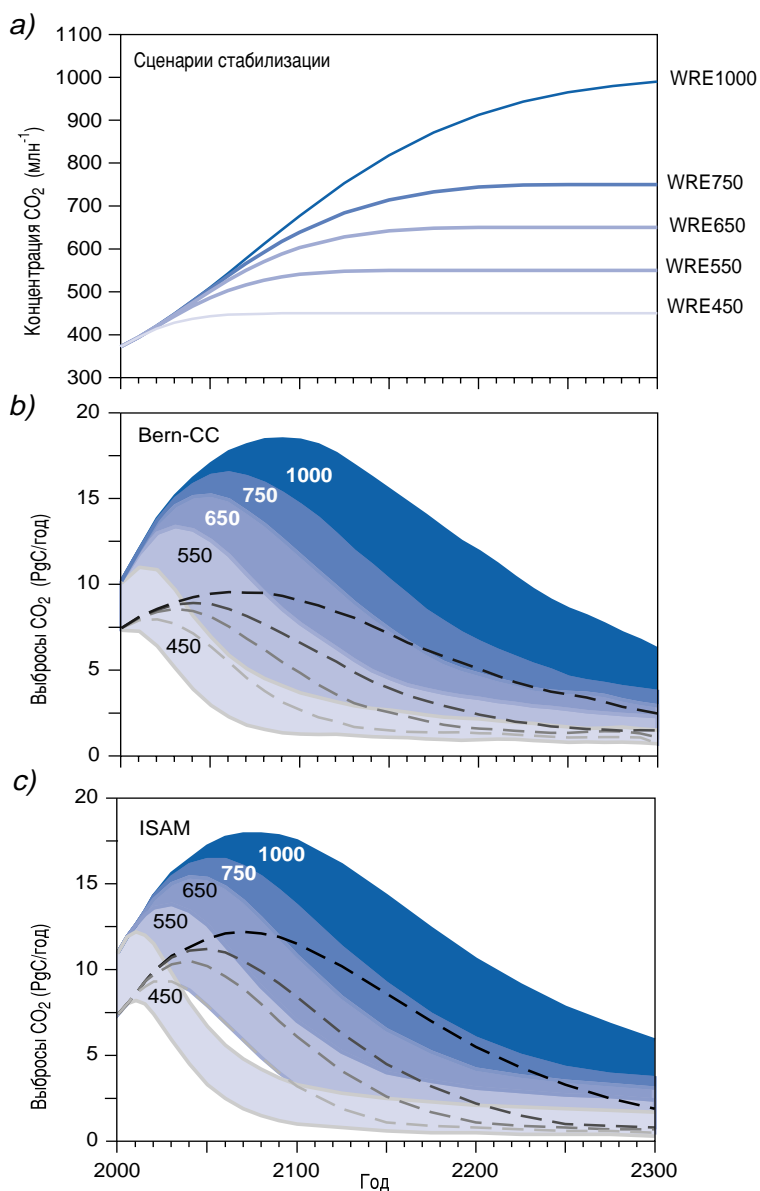 a)
Сценарии стабилизации
Концентрация CO₂ (млн⁻¹)
1100
1000
900
800
700
600
500
400
300
WRE1000
WRE750
WRE650
WRE550
WRE450
b)
Bern-CC
Выбросы CO₂ (PgC/год)
20
15
10
5
0
1000
750
650
550
450
c)
ISAM
Выбросы CO₂ (PgC/год)
20
15
10
5
0
1000
750
650
550
450
2000 2100 2200 2300
Год